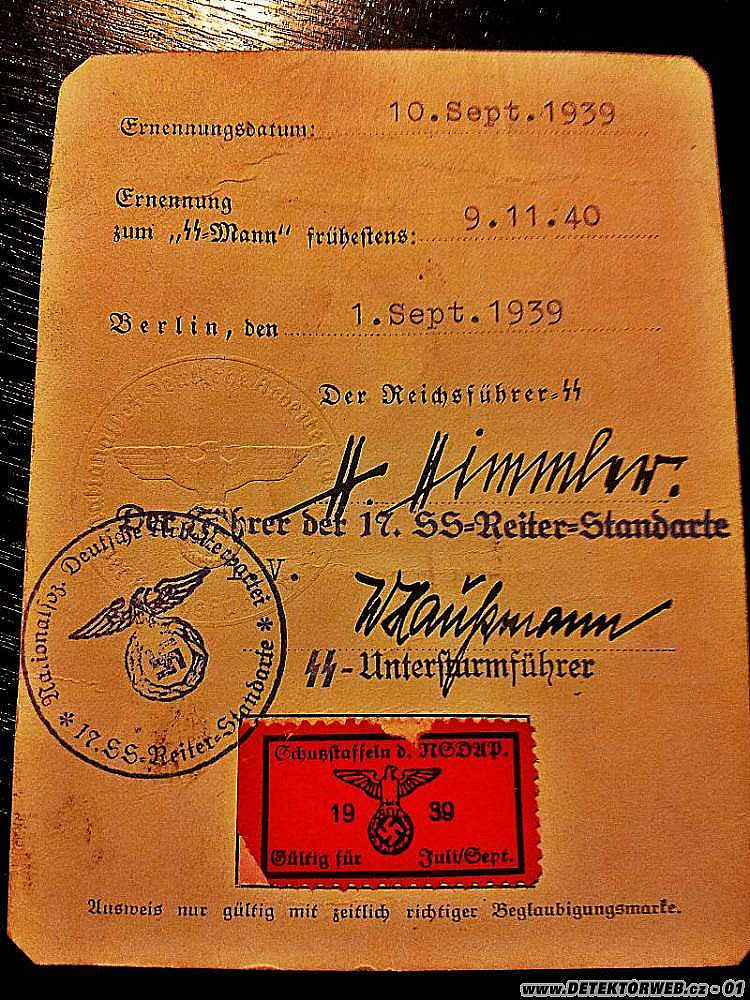 Ernennungsdatum: 10.Sept.1939
Ernennung
zum „SS-Mann“ frühestens: 9.11.40
Berlin, den 1.Sept.1939
Der Reichsführer-SS
H. Himmler.
Der Führer der 17. SS-Reiter-Standarte
v.
SS-Untersturmführer
Nationalsoz. Deutsche Arbeiterpartei
* 17. SS-Reiter-Standarte *
Schutzstaffeln d. NSDAP.
19 39
Gültig für Juli/Sept.
Ausweis nur gültig mit zeitlich richtiger Beglaubigungsmarke.
www.DETEKTORWEB.cz-01